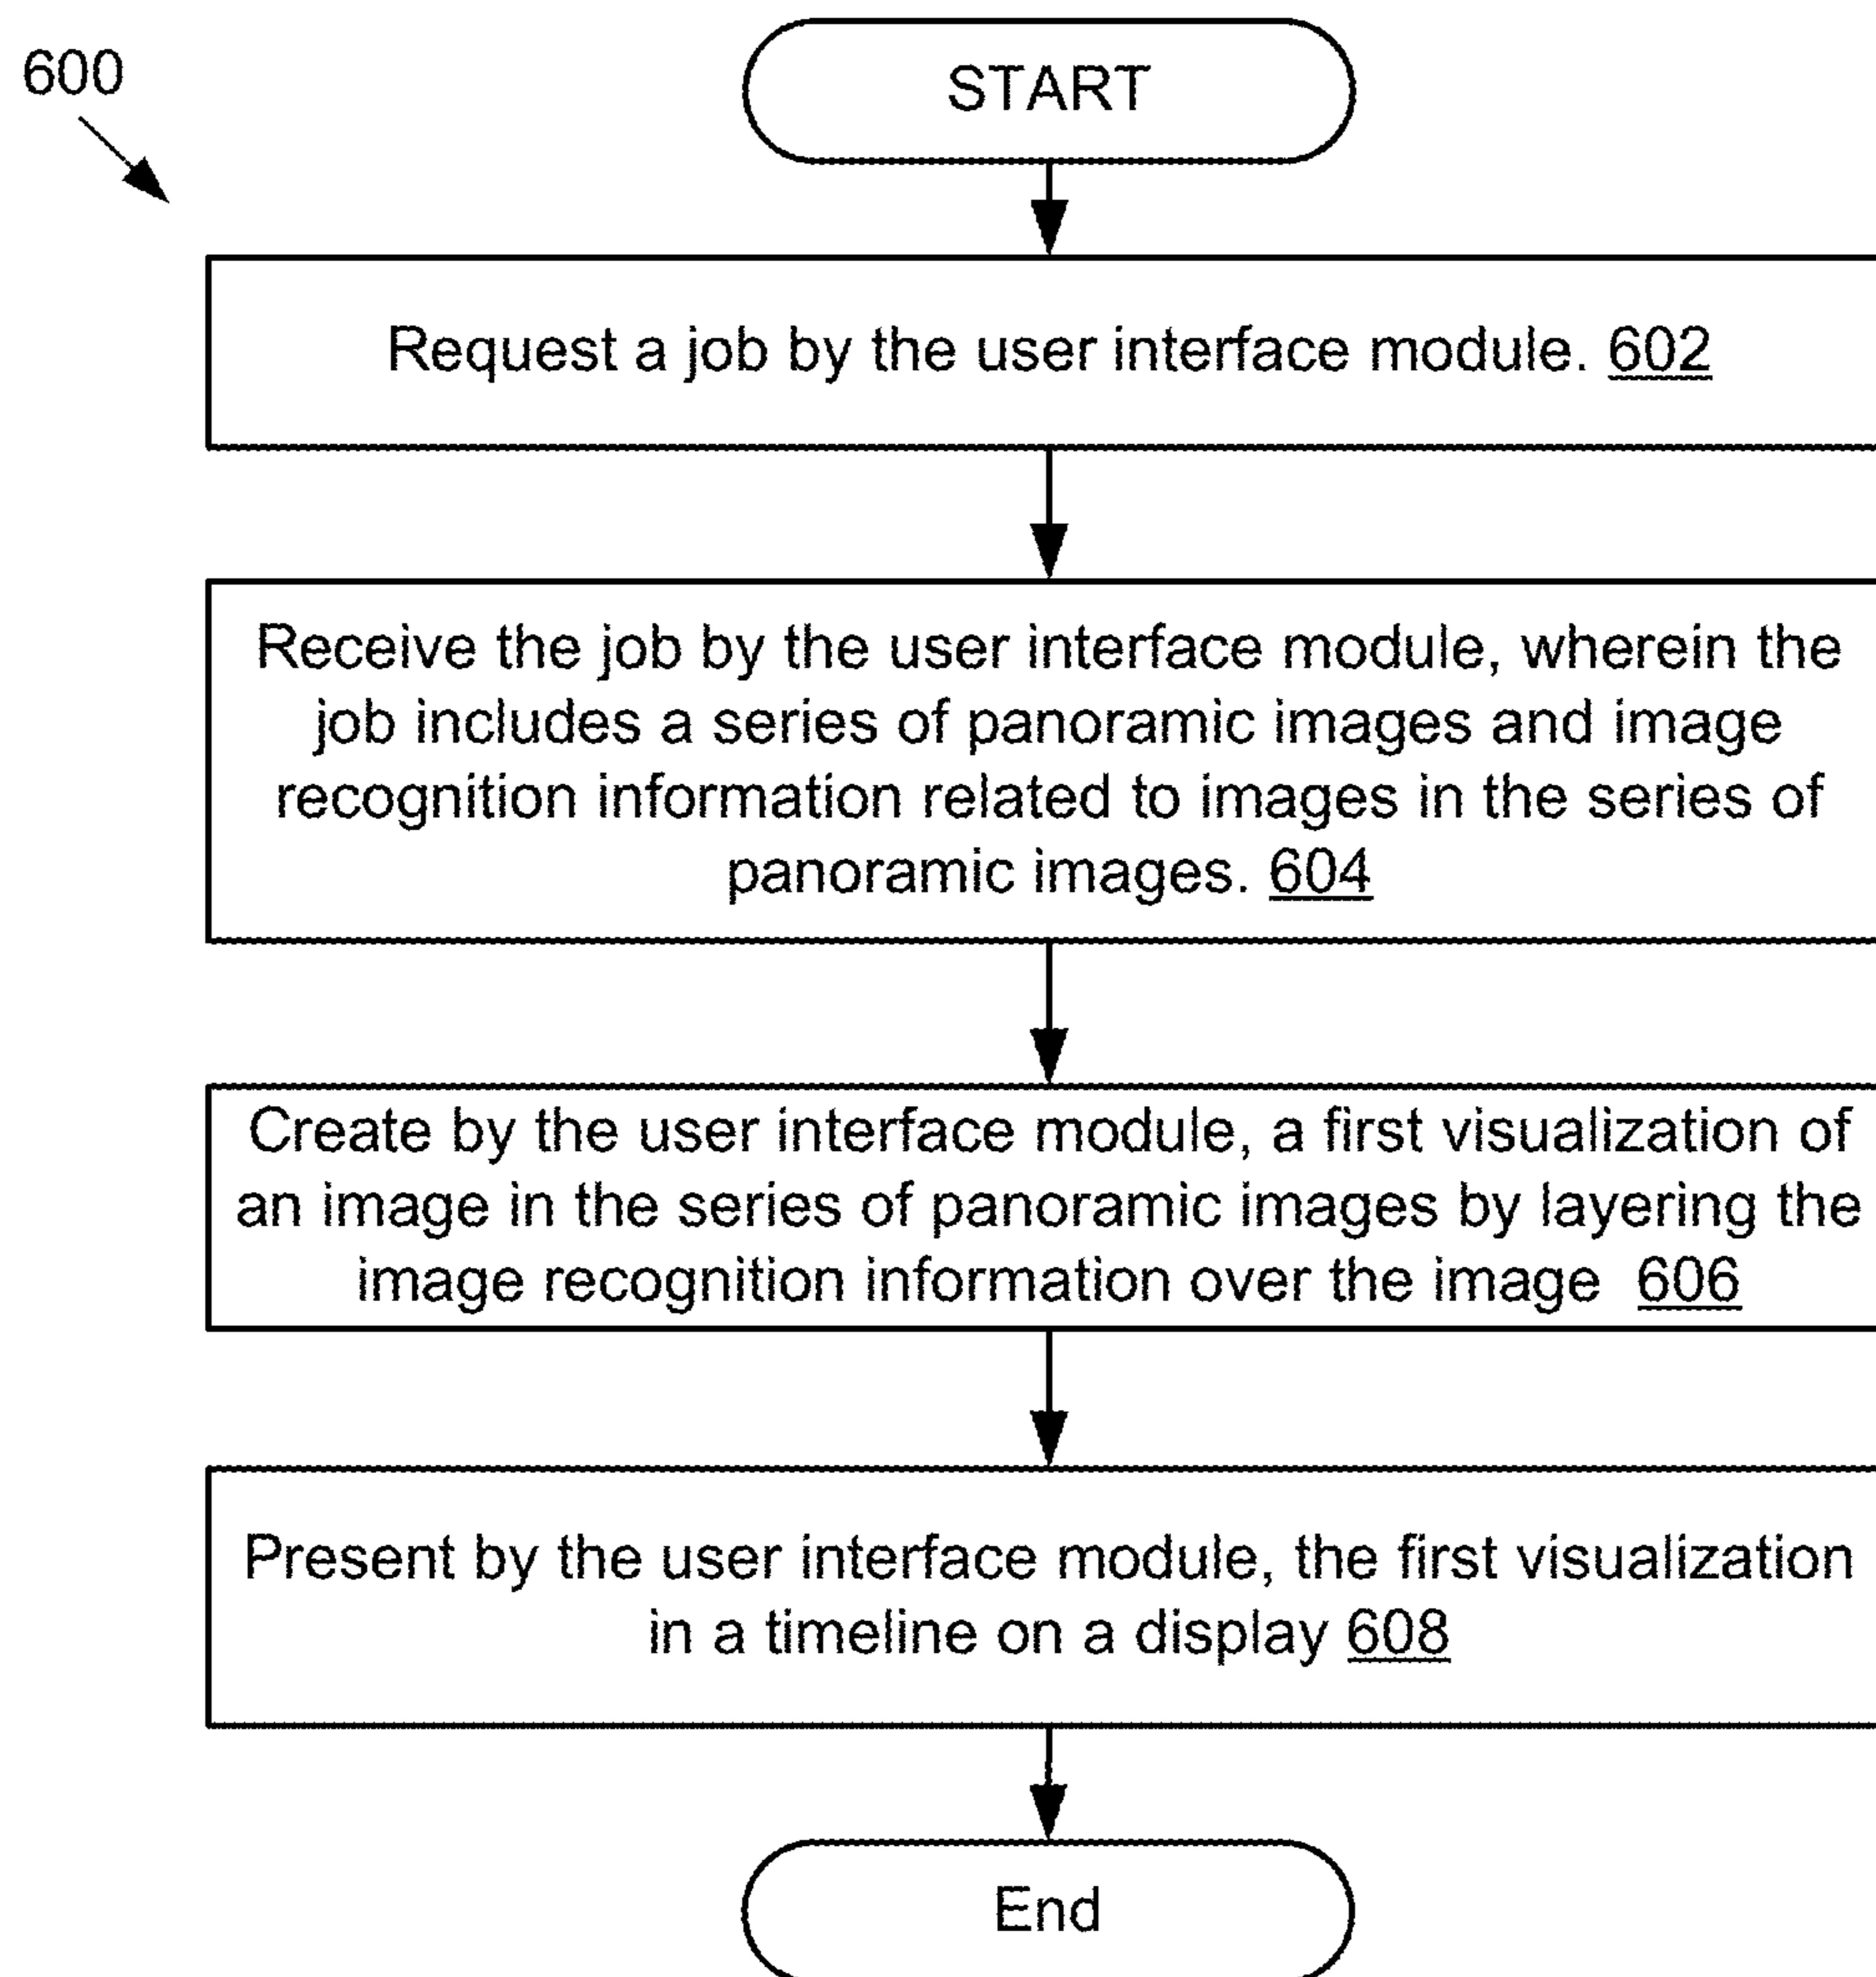 600
START
Request a job by the user interface module. 602
Receive the job by the user interface module, wherein the
job includes a series of panoramic images and image
recognition information related to images in the series of
panoramic images. 604
Create by the user interface module, a first visualization of
an image in the series of panoramic images by layering the
image recognition information over the image 606
Present by the user interface module, the first visualization
in a timeline on a display 608
End